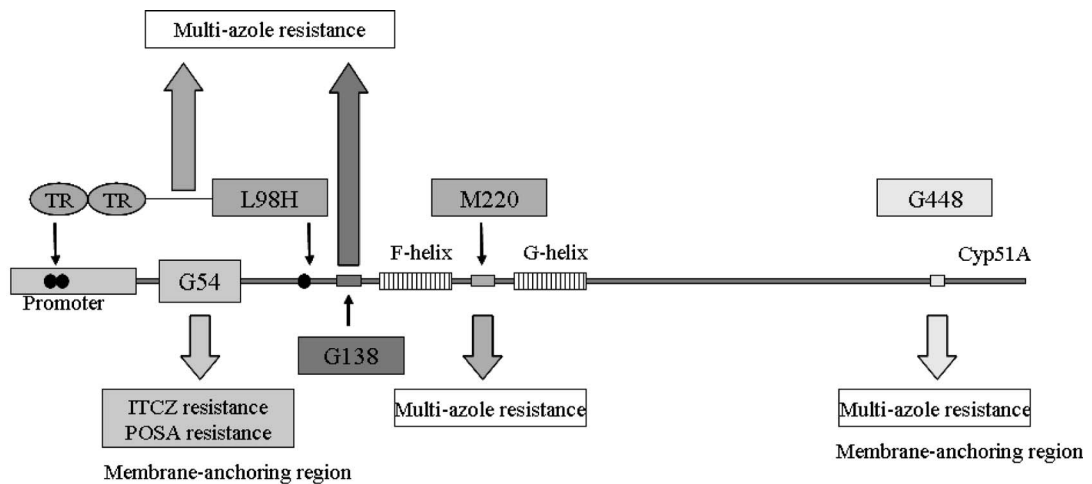 Multi-azole resistance
TR TR L98H M220 G448
F-helix G-helix Cyp51A
G54
Promoter
G138
ITCZ resistance
POSA resistance
Multi-azole resistance
Multi-azole resistance
Membrane-anchoring region
Membrane-anchoring region